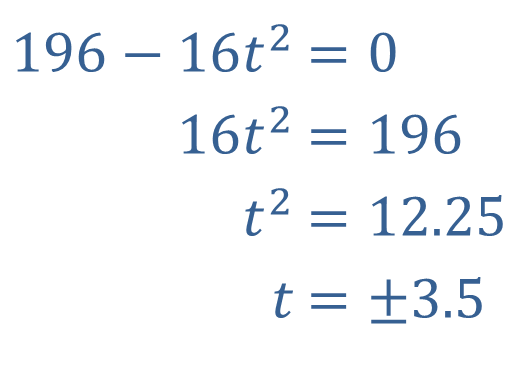 196 − 16t² = 0
16t² = 196
t² = 12.25
t = ±3.5